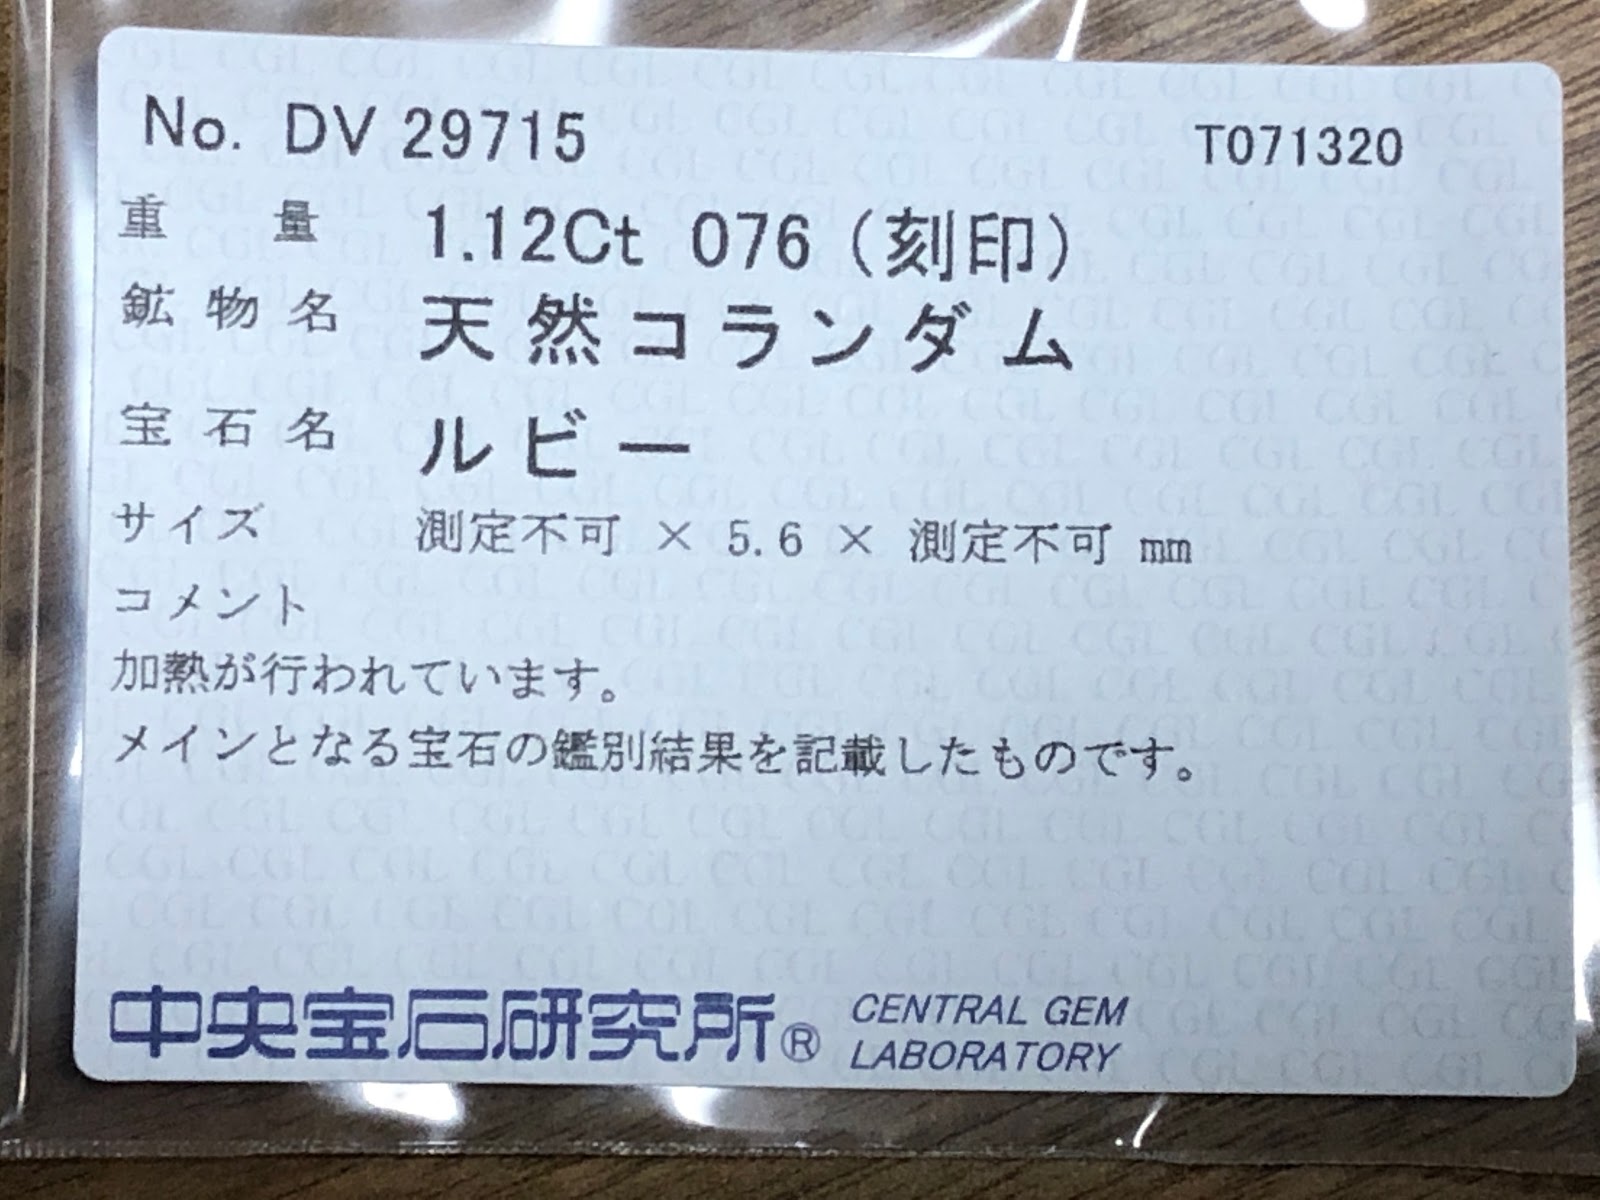 No. DV 29715 T071320
重量 1.12Ct 076 (刻印)
鉱物名 天然コランダム
宝石名 ルビー
サイズ 測定不可 × 5.6 × 測定不可 mm
コメント
加熱が行われています。
メインとなる宝石の鑑別結果を記載したものです。
中央宝石研究所® CENTRAL GEM
LABORATORY